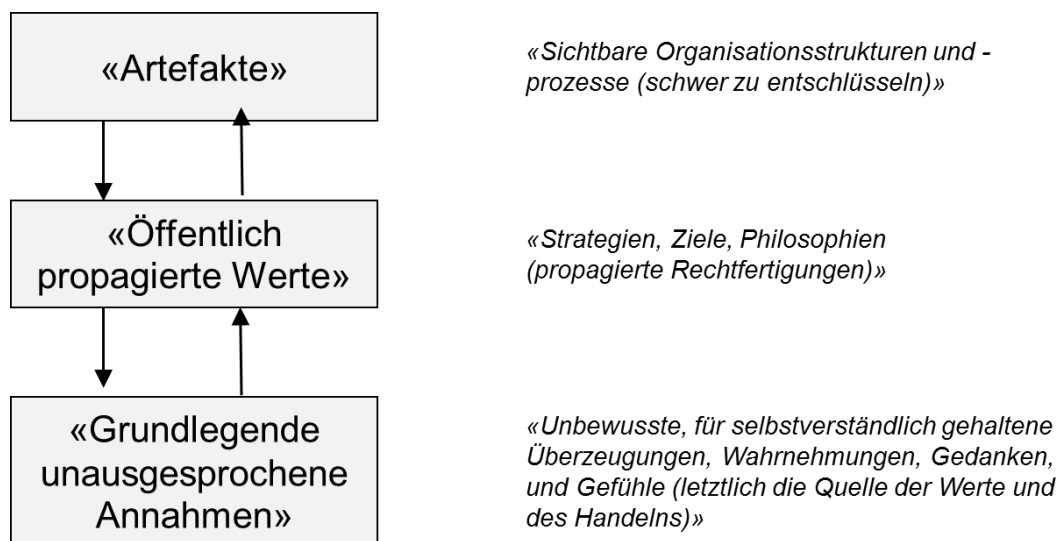 «Artefakte»
«Sichtbare Organisationsstrukturen und -
prozesse (schwer zu entschlüsseln)»
«Öffentlich
propagierte Werte»
«Strategien, Ziele, Philosophien
(propagierte Rechtfertigungen)»
«Grundlegende
unausgesprochene
Annahmen»
«Unbewusste, für selbstverständlich gehaltene
Überzeugungen, Wahrnehmungen, Gedanken,
und Gefühle (letztlich die Quelle der Werte und
des Handelns)»